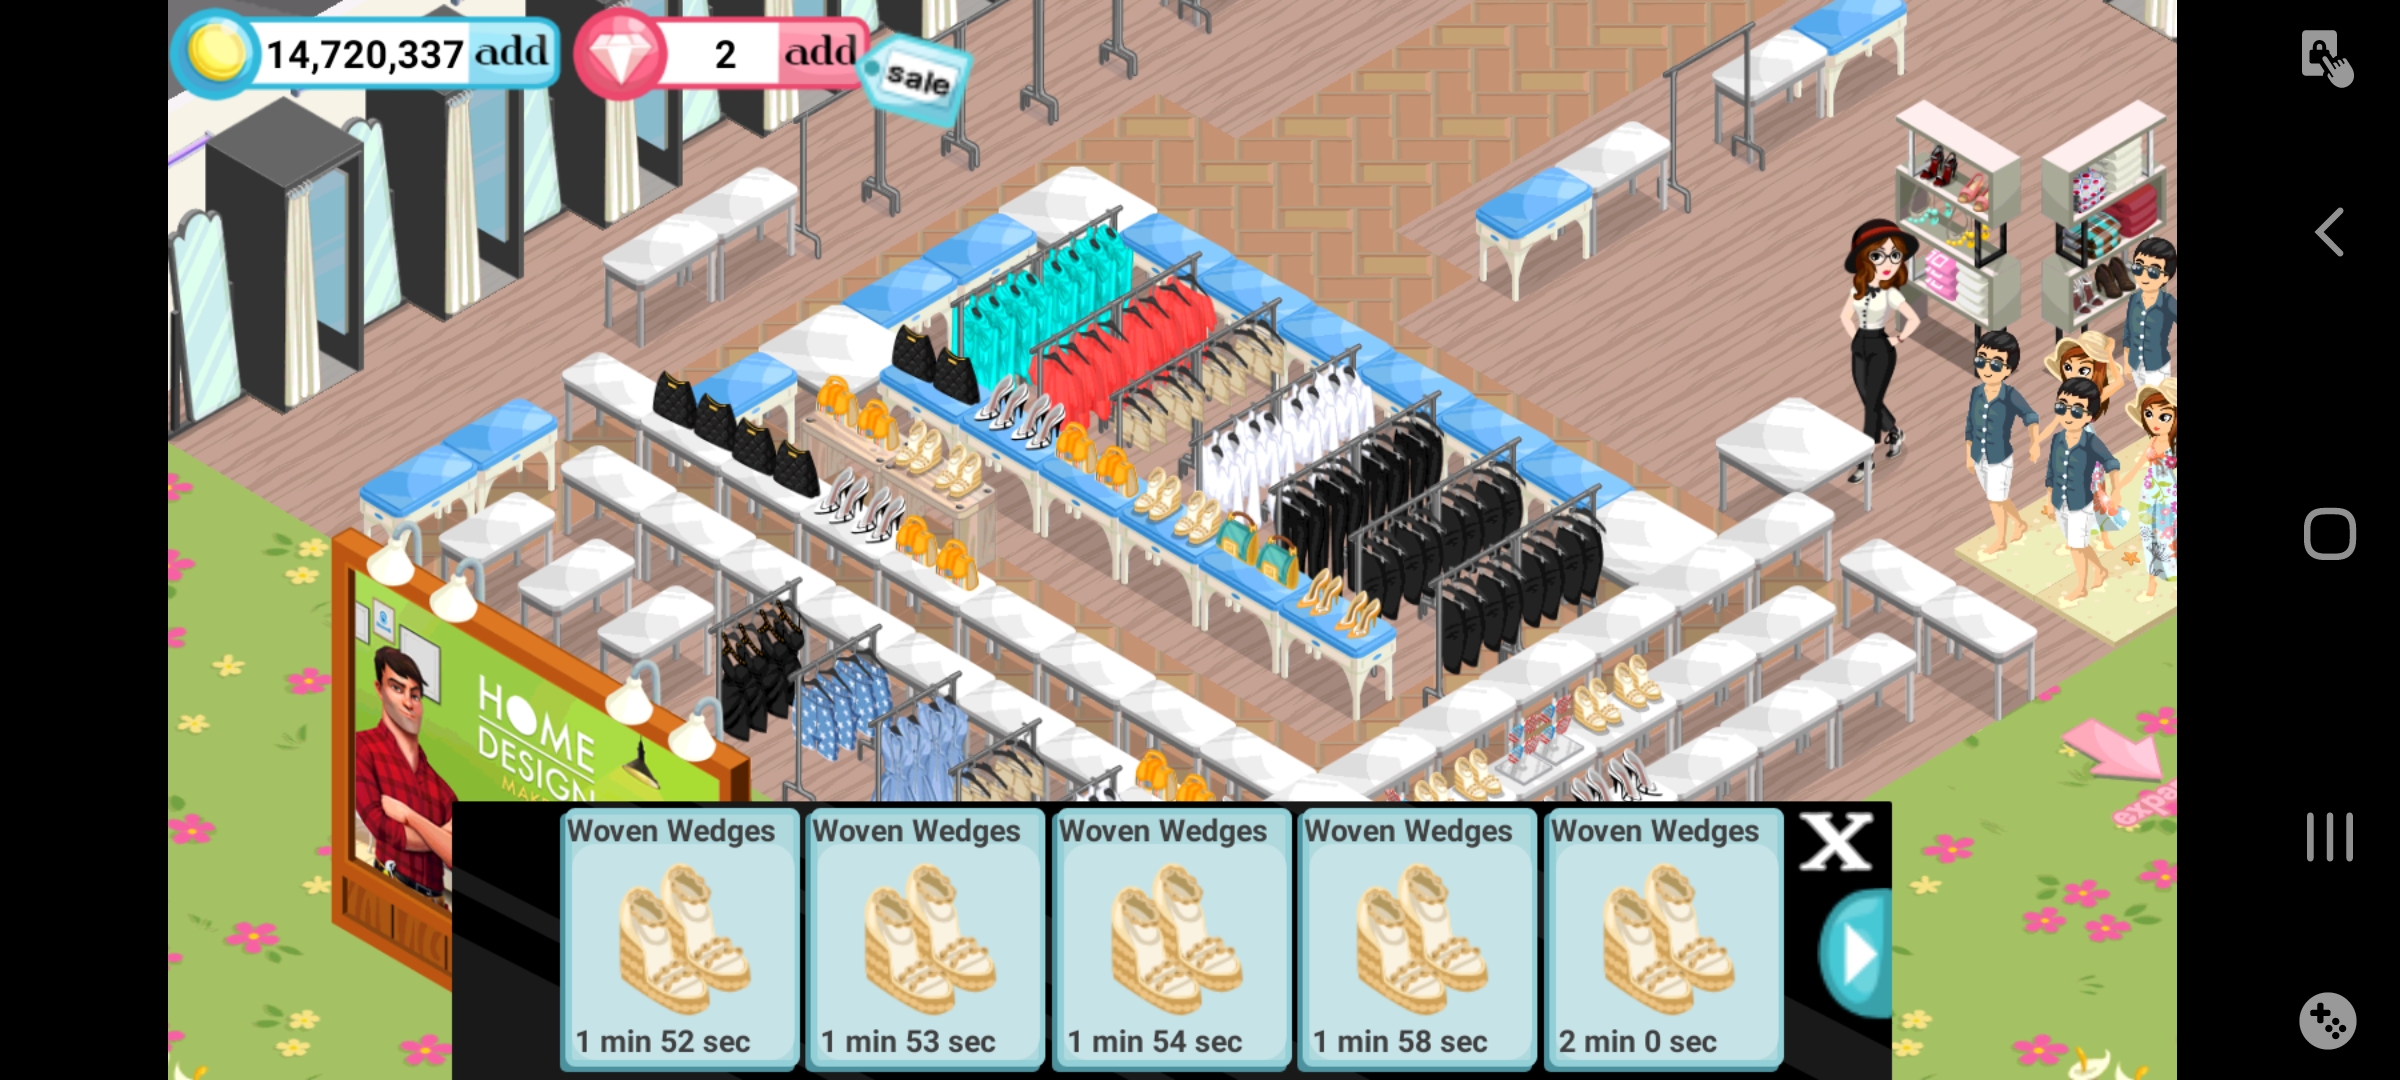 14,720,337 add
2 add
sale
HOME
DESIGN
Woven Wedges
1 min 52 sec
Woven Wedges
1 min 53 sec
Woven Wedges
1 min 54 sec
Woven Wedges
1 min 58 sec
Woven Wedges
2 min 0 sec
X